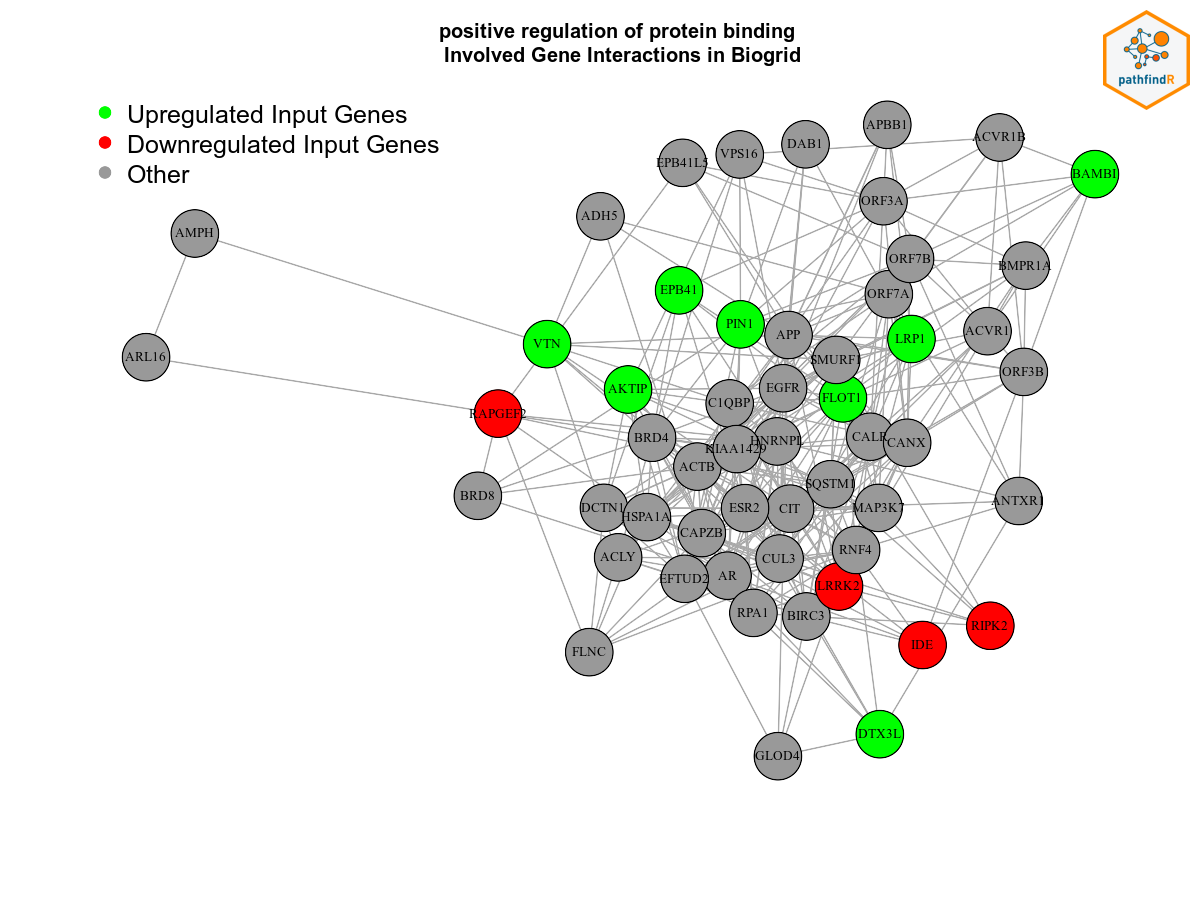 positive regulation of protein binding
Involved Gene Interactions in Biogrid
pathfindR
Upregulated Input Genes
Downregulated Input Genes
Other
APBB1
ACVR1B
DAB1
VPS16
EPB41L5
BAMBI
ORF3A
ADH5
AMPH
ORF7B
BMPR1A
EPB41
ORF7A
PIN1
ACVR1
APP
LRP1
VTN
ARL16
SMURF1
ORF3B
EGFR
AKTIP
FLOT1
C1QBP
RAPGEF2
BRD4
CALR
HNRNPL
CANX
KIAA1429
ACTB
SQSTM1
BRD8
ANTXR1
DCTN1
ESR2
CIT
MAP3K7
HSPA1A
CAPZB
RNF4
ACLY
CUL3
AR
EFTUD2
LRRK2
RPA1
BIRC3
RIPK2
IDE
FLNC
DTX3L
GLOD4